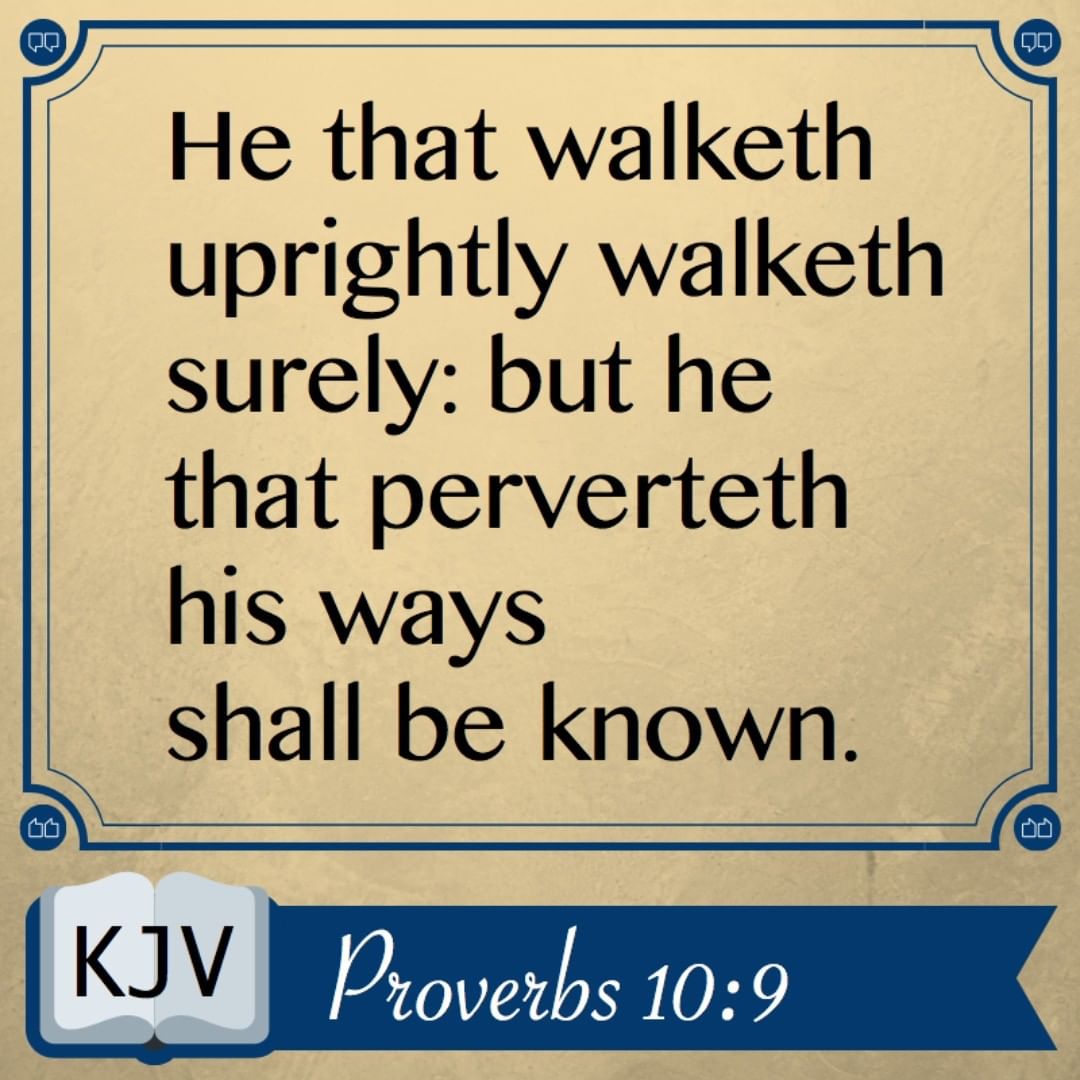 He that walketh
uprightly walketh
surely: but he
that perverteth
his ways
shall be known.
KJV
Proverbs 10:9